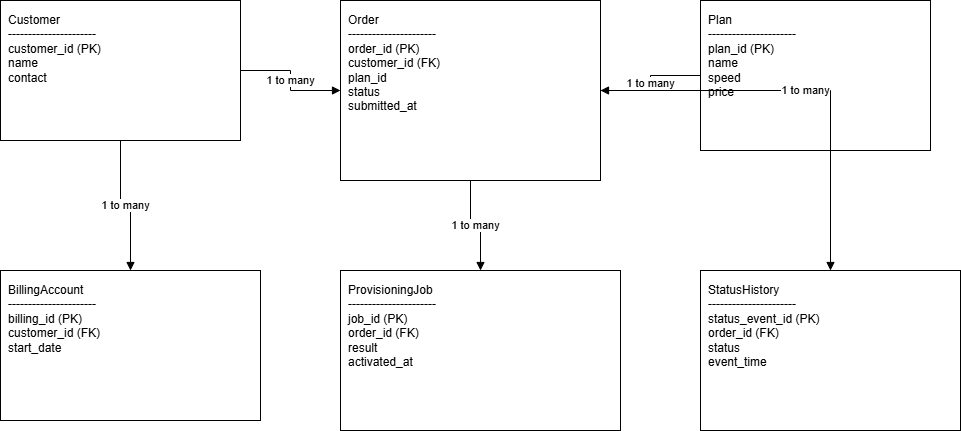 Customer
----------------------
customer_id (PK)
name
contact
Order
----------------------
order_id (PK)
customer_id (FK)
plan_id
status
submitted_at
Plan
----------------------
plan_id (PK)
name
speed
price
1 to many
1 to many
1 to many
1 to many
1 to many
BillingAccount
----------------------
billing_id (PK)
customer_id (FK)
start_date
ProvisioningJob
----------------------
job_id (PK)
order_id (FK)
result
activated_at
StatusHistory
----------------------
status_event_id (PK)
order_id (FK)
status
event_time